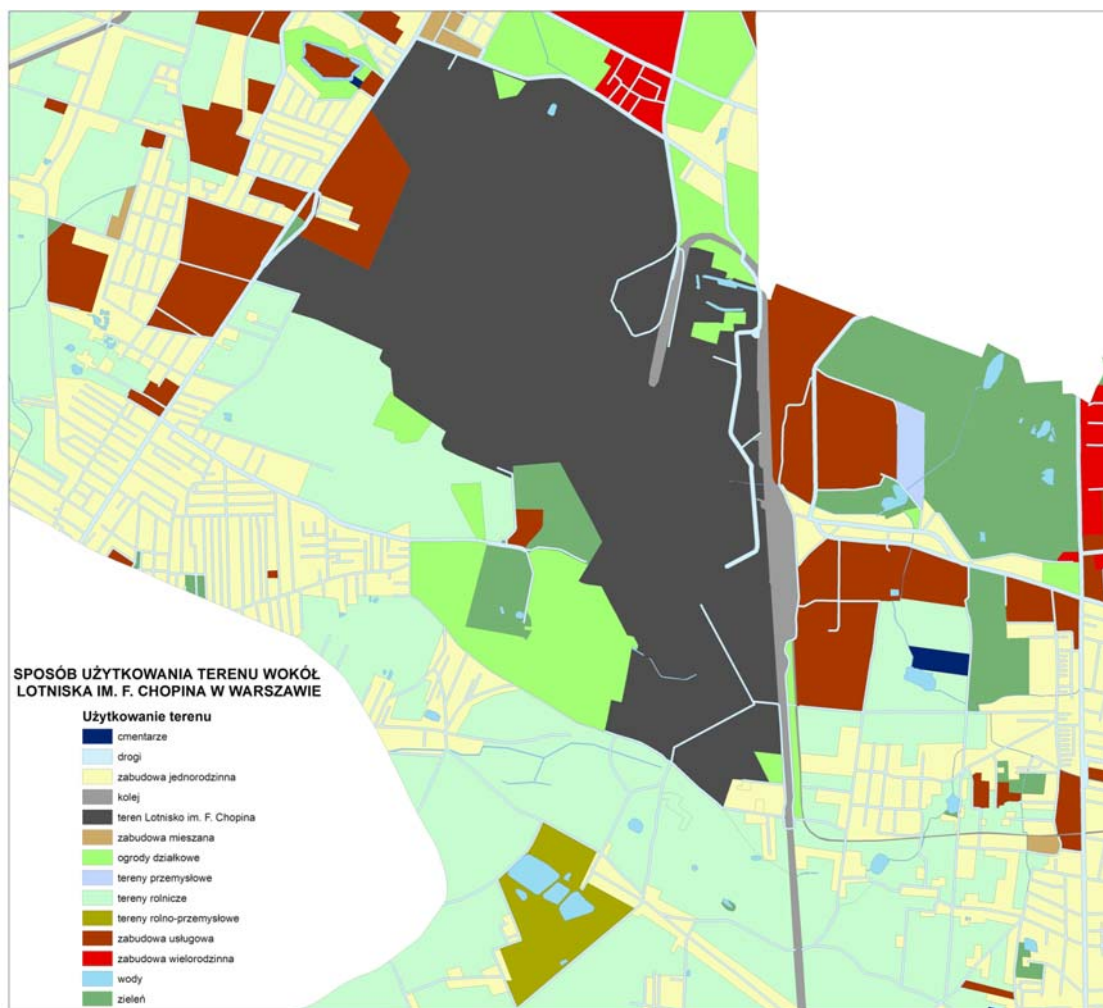 SPOSÓB UŻYTKOWANIA TERENU WOKÓŁ
LOTNISKA IM. F. CHOPINA W WARSZAWIE
Użytkowanie terenu
cmentarze
drogi
zabudowa jednorodzinna
kolej
teren Lotnisko im. F. Chopina
zabudowa mieszana
ogrody działkowe
tereny przemysłowe
tereny rolnicze
tereny rolno-przemysłowe
zabudowa usługowa
zabudowa wielorodzinna
wody
zieleń